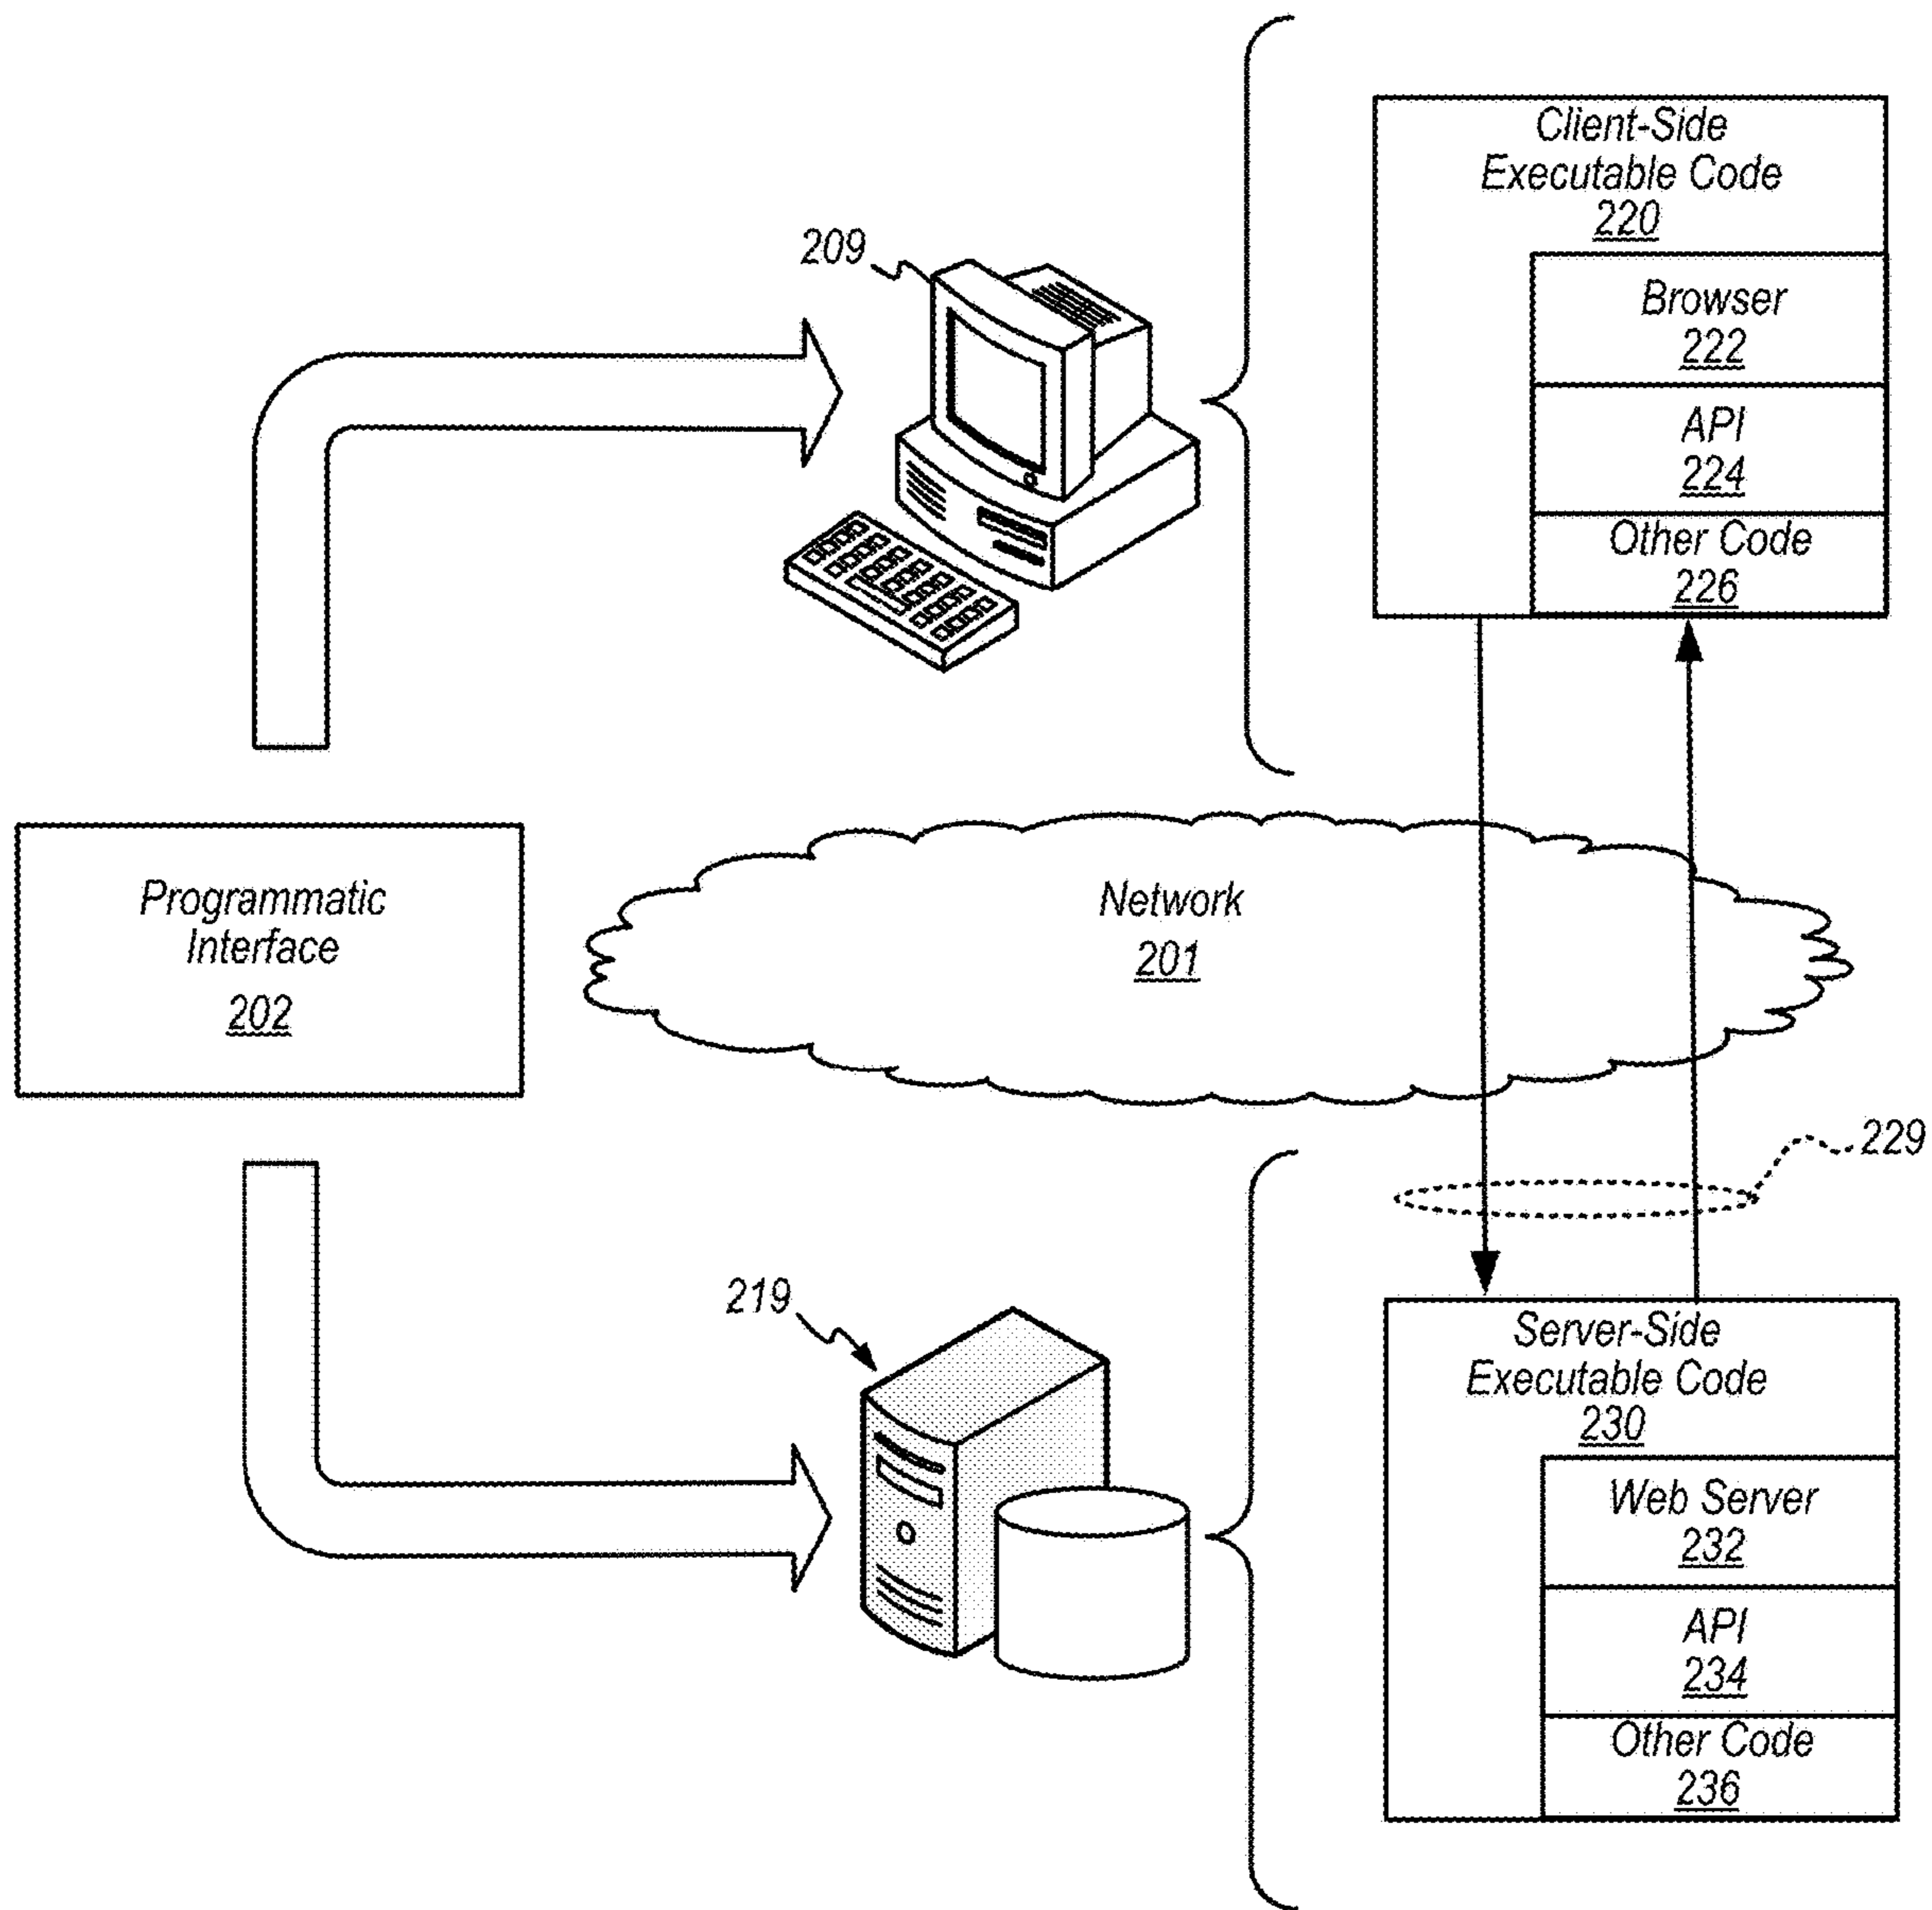 Client-Side
Executable Code
220
Browser
222
API
224
Other Code
226
209
Programmatic
Interface
202
Network
201
229
219
Server-Side
Executable Code
230
Web Server
232
API
234
Other Code
236